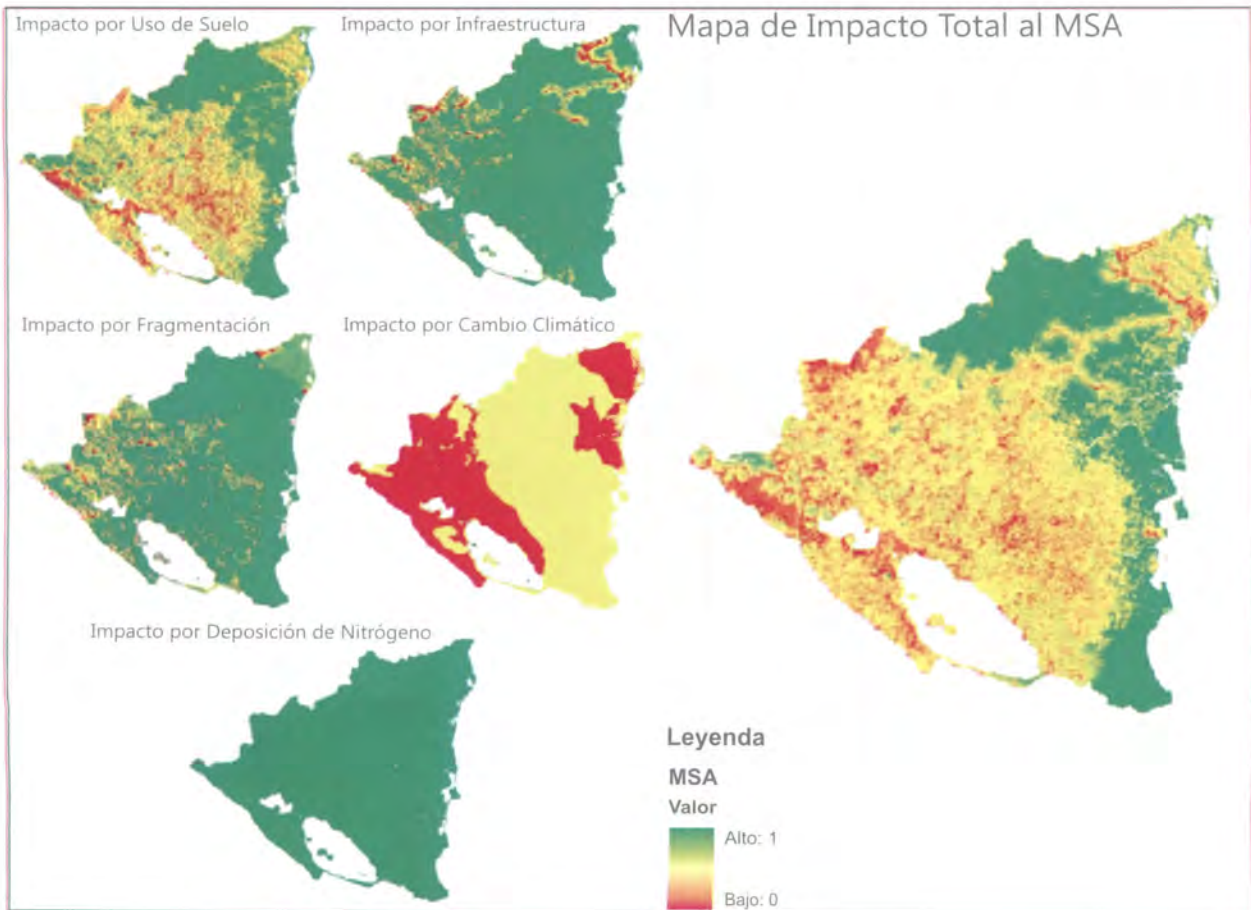 Impacto por Uso de Suelo
Impacto por Infraestructura
Mapa de Impacto Total al MSA
Impacto por Fragmentación
Impacto por Cambio Climático
Impacto por Deposición de Nitrógeno
Leyenda
MSA
Valor
Alto: 1
Bajo: 0